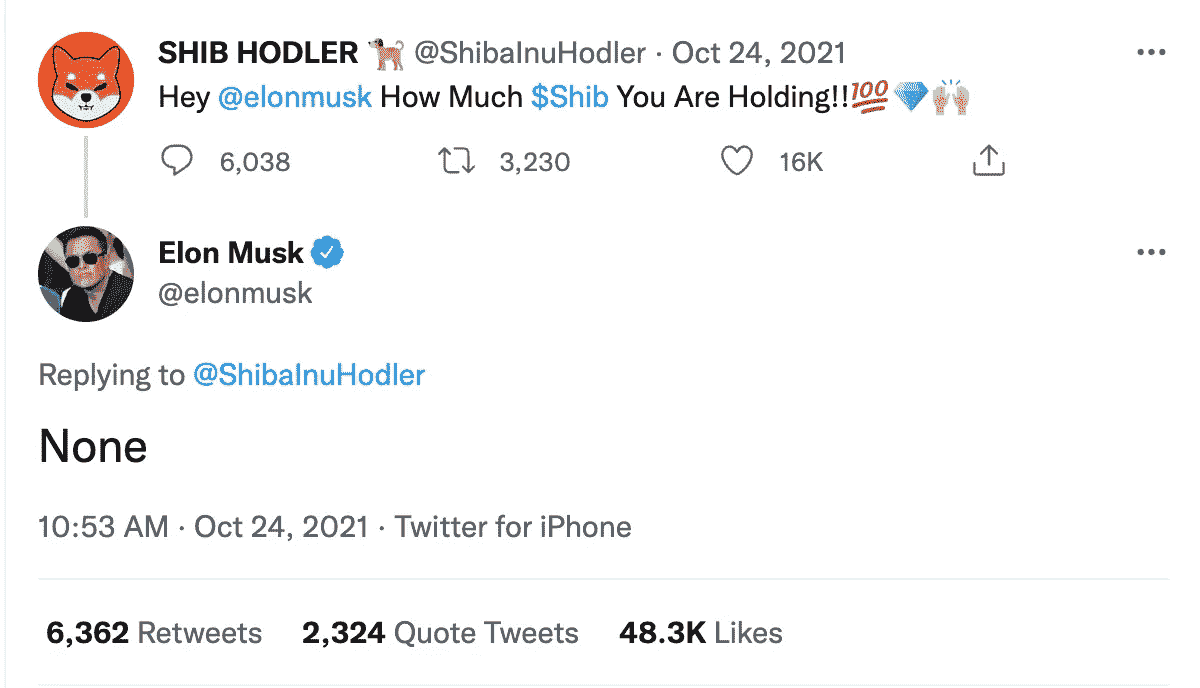 SHIB HODLER 🐕‍🦺 @ShibaInuHodler · Oct 24, 2021
Hey @elonmusk How Much $Shib You Are Holding!!💯💎🙌🏻
6,038 3,230 16K
Elon Musk
@elonmusk
Replying to @ShibaInuHodler
None
10:53 AM · Oct 24, 2021 · Twitter for iPhone
6,362 Retweets 2,324 Quote Tweets 48.3K Likes